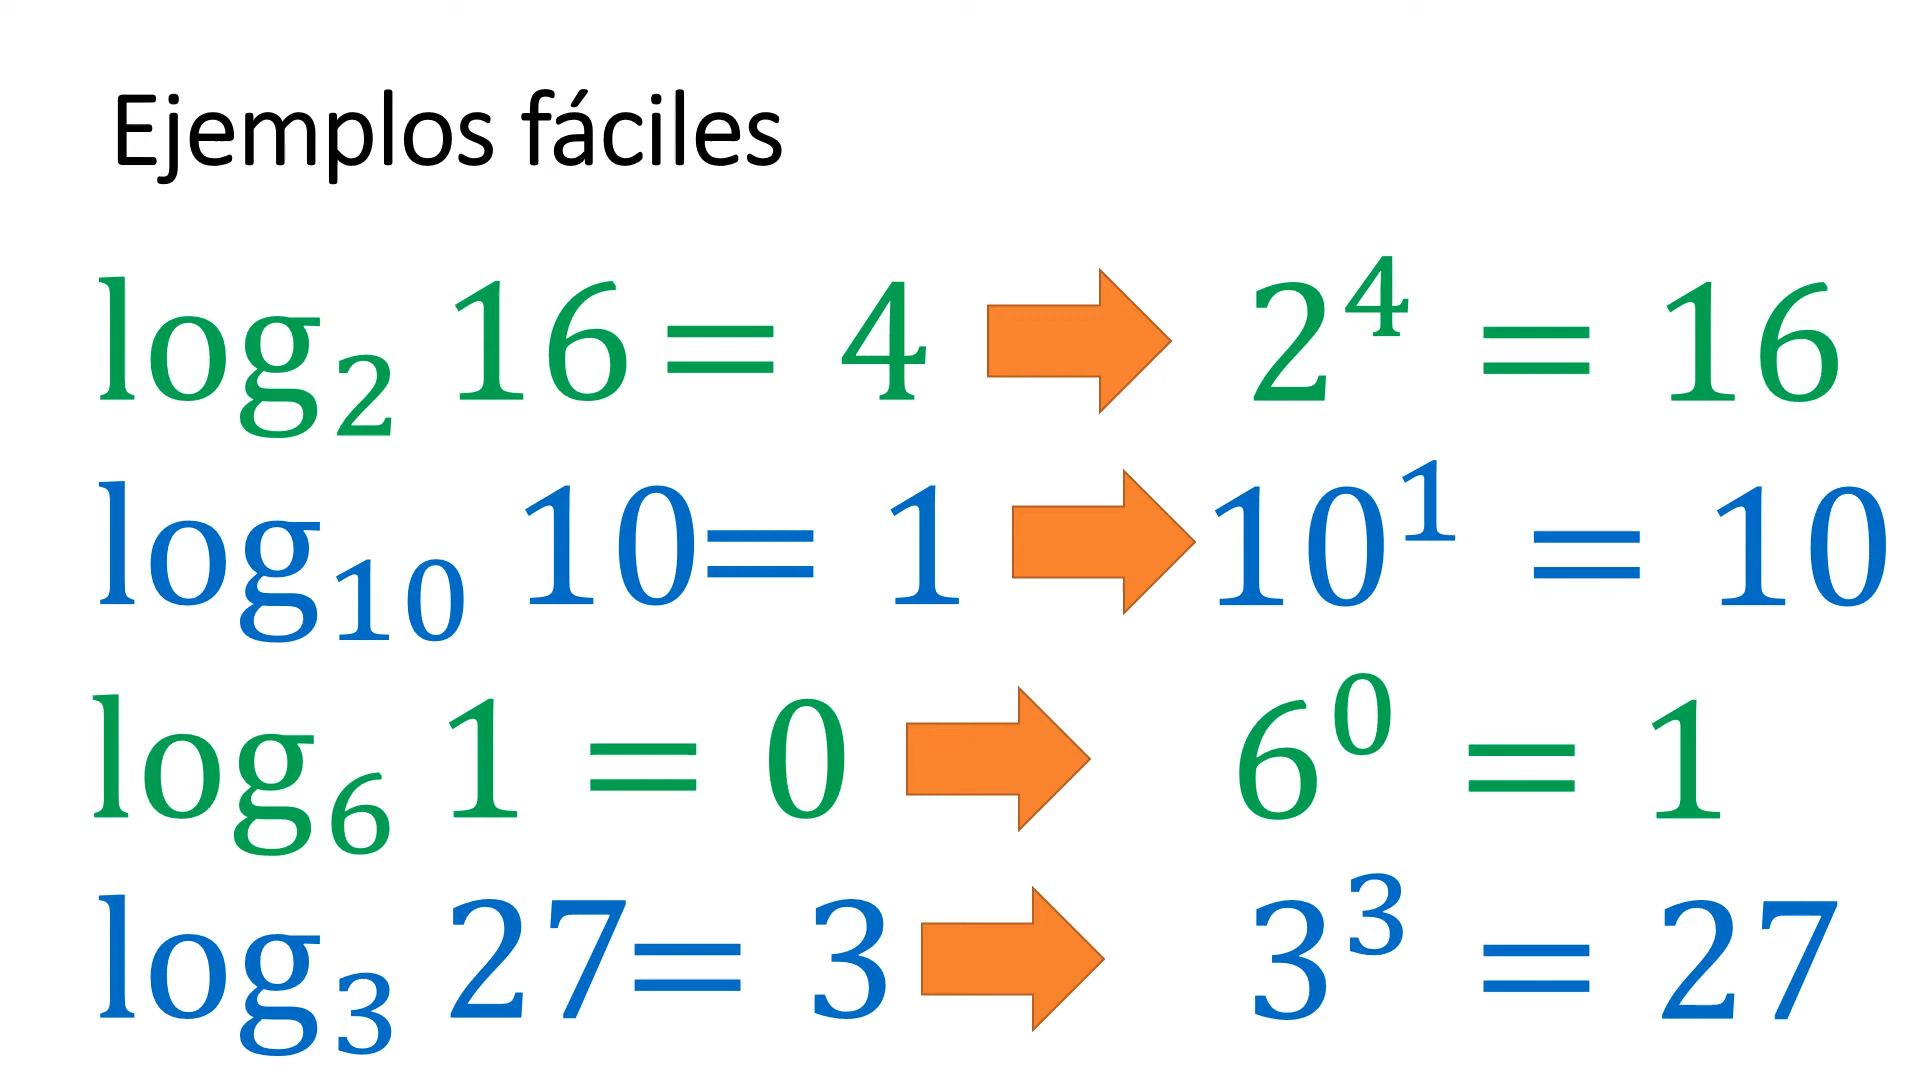 Ejemplos fáciles
log₂ 16 = 4 2⁴ = 16
log₁₀ 10= 1 10¹ = 10
log₆ 1 = 0 6⁰ = 1
log₃ 27= 3 3³ = 27